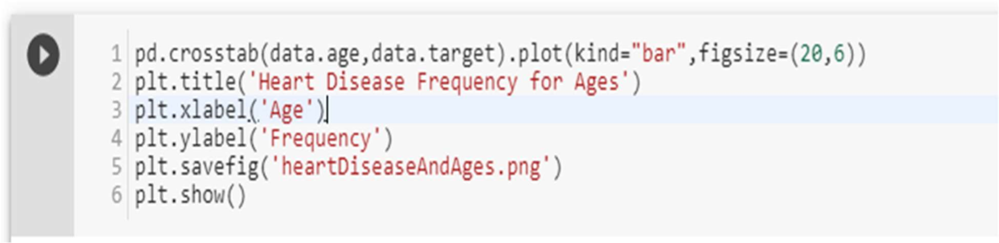 1 pd.crosstab(data.age,data.target).plot(kind="bar",figsize=(20,6))
2 plt.title('Heart Disease Frequency for Ages')
3 plt.xlabel('Age')
4 plt.ylabel('Frequency')
5 plt.savefig('heartDiseaseAndAges.png')
6 plt.show()